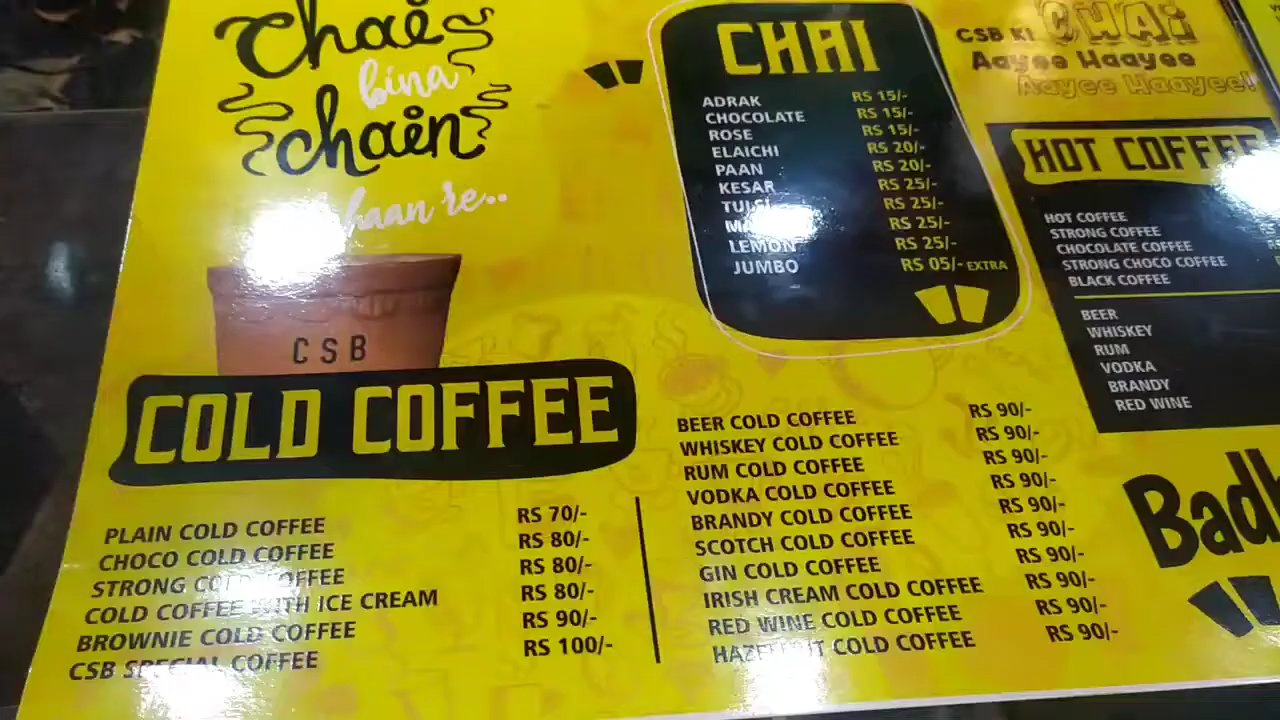 chai
bina
chain
haan re..
CSB
COLD COFFEE
PLAIN COLD COFFEE RS 70/-
CHOCO COLD COFFEE RS 80/-
STRONG COLD COFFEE RS 80/-
COLD COFFEE WITH ICE CREAM RS 80/-
BROWNIE COLD COFFEE RS 90/-
CSB SPECIAL COFFEE RS 100/-
CHAI
ADRAK RS 15/-
CHOCOLATE RS 15/-
ROSE RS 15/-
ELAICHI RS 20/-
PAAN RS 20/-
KESAR RS 25/-
TULSI RS 25/-
RS 25/-
LEMON RS 25/-
JUMBO RS 05/- EXTRA
BEER COLD COFFEE RS 90/-
WHISKEY COLD COFFEE RS 90/-
RUM COLD COFFEE RS 90/-
VODKA COLD COFFEE RS 90/-
BRANDY COLD COFFEE RS 90/-
SCOTCH COLD COFFEE RS 90/-
GIN COLD COFFEE RS 90/-
IRISH CREAM COLD COFFEE RS 90/-
RED WINE COLD COFFEE RS 90/-
HAZELNUT COLD COFFEE RS 90/-
CSB KI CHAI
Aayee Haayee
Aayee Haayee!
HOT COFFEE
HOT COFFEE
STRONG COFFEE
CHOCOLATE COFFEE
STRONG CHOCO COFFEE
BLACK COFFEE
BEER
WHISKEY
RUM
VODKA
BRANDY
RED WINE